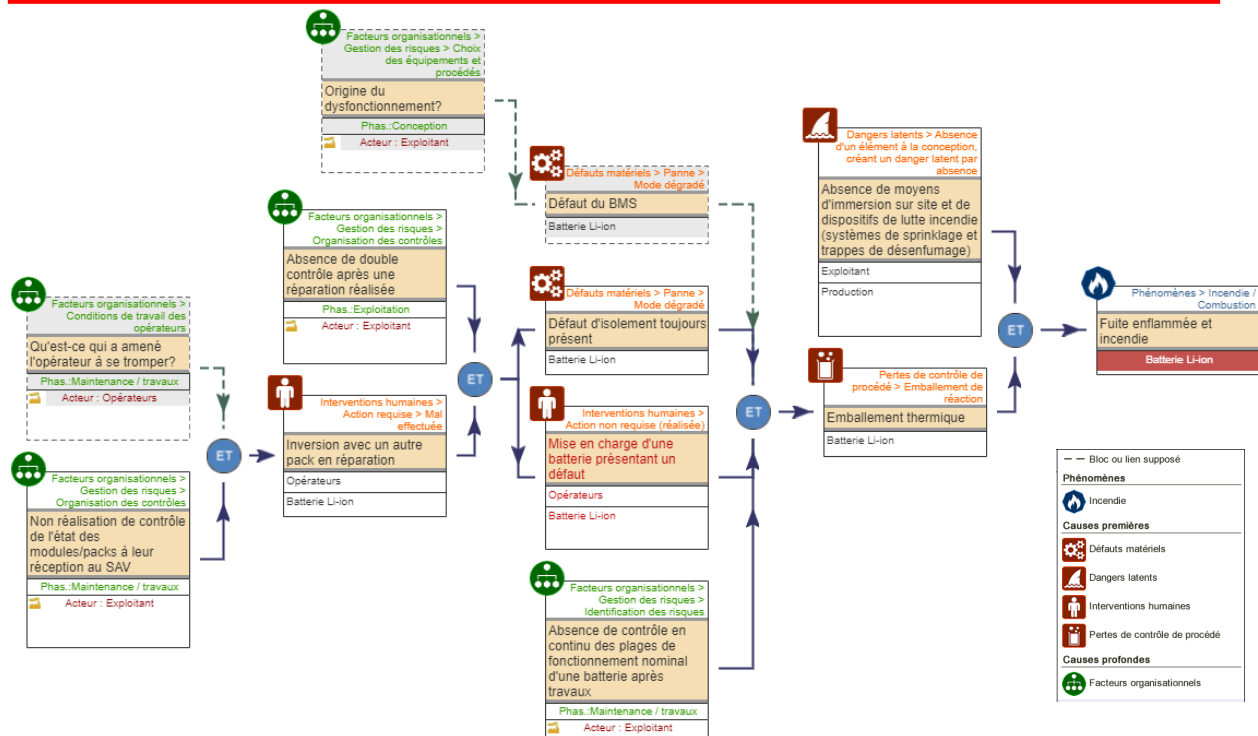 Facteurs organisationnels >
Gestion des risques > Choix
des équipements et
procédés
Origine du
dysfonctionnement?
Phas.:Conception
Acteur : Exploitant
Facteurs organisationnels >
Gestion des risques >
Organisation des contrôles
Absence de double
contrôle après une
réparation réalisée
Phas.:Exploitation
Acteur : Exploitant
Facteurs organisationnels >
Conditions de travail des
opérateurs
Qu'est-ce qui a amené
l'opérateur à se tromper?
Phas.:Maintenance / travaux
Acteur : Opérateurs
Facteurs organisationnels >
Gestion des risques >
Organisation des contrôles
Non réalisation de contrôle
de l'état des
modules/packs à leur
réception au SAV
Phas.:Maintenance / travaux
Acteur : Exploitant
ET
Interventions humaines >
Action requise > Mal
effectuée
Inversion avec un autre
pack en réparation
Opérateurs
Batterie Li-ion
ET
Défauts matériels > Panne >
Mode dégradé
Défaut du BMS
Batterie Li-ion
Défauts matériels > Panne >
Mode dégradé
Défaut d'isolement toujours
présent
Batterie Li-ion
Interventions humaines >
Action non requise (réalisée)
Mise en charge d'une
batterie présentant un
défaut
Opérateurs
Batterie Li-ion
Facteurs organisationnels >
Gestion des risques >
Identification des risques
Absence de contrôle en
continu des plages de
fonctionnement nominal
d'une batterie après
travaux
Phas.:Maintenance / travaux
Acteur : Exploitant
ET
Dangers latents > Absence
d'un élément à la conception,
créant un danger latent par
absence
Absence de moyens
d'immersion sur site et de
dispositifs de lutte incendie
(systèmes de sprinklage et
trappes de désenfumage)
Exploitant
Production
Pertes de contrôle de
procédé > Emballement de
réaction
Emballement thermique
Batterie Li-ion
ET
Phénomènes > Incendie /
Combustion
Fuite enflammée et
incendie
Batterie Li-ion
Bloc ou lien supposé
Phénomènes
Incendie
Causes premières
Défauts matériels
Dangers latents
Interventions humaines
Pertes de contrôle de procédé
Causes profondes
Facteurs organisationnels